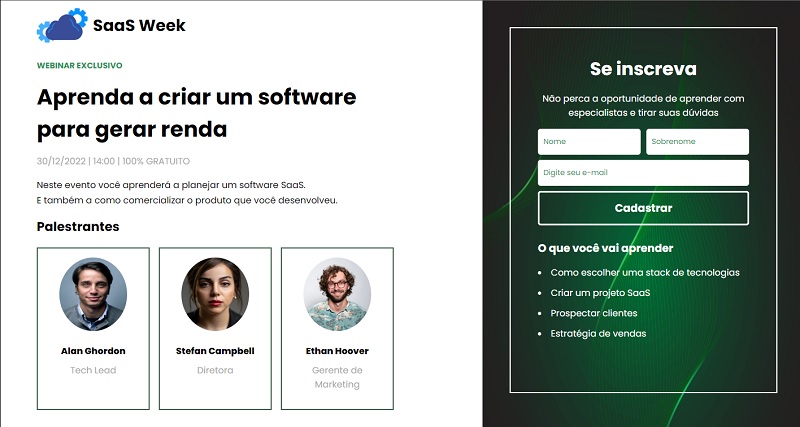 SaaS Week
WEBINAR EXCLUSIVO
Aprenda a criar um software
para gerar renda
30/12/2022 | 14:00 | 100% GRATUITO
Neste evento você aprenderá a planejar um software SaaS.
E também a como comercializar o produto que você desenvolveu.
Palestrantes
Alan Ghordon
Tech Lead
Stefan Campbell
Diretora
Ethan Hoover
Gerente de
Marketing
Se inscreva
Não perca a oportunidade de aprender com
especialistas e tirar suas dúvidas
Nome
Sobrenome
Digite seu e-mail
Cadastrar
O que você vai aprender
• Como escolher uma stack de tecnologias
• Criar um projeto SaaS
• Prospectar clientes
• Estratégia de vendas